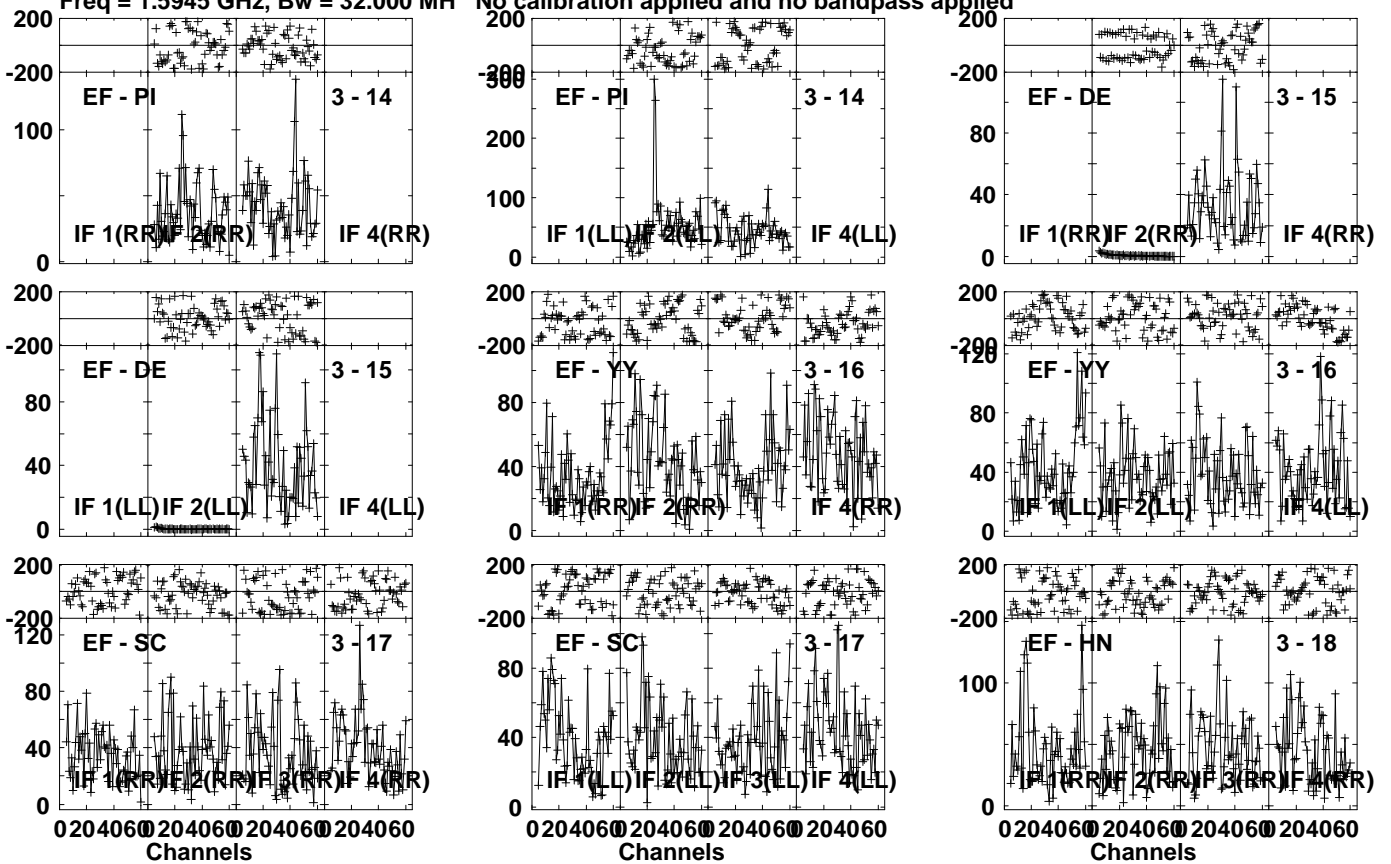 Freq = 1.5945 GHz, Bw = 32.000 MH No calibration applied and no bandpass applied
200 200 200
-200 -200 300 -200
EF - PI 3 - 14 EF - PI 3 - 14 EF - DE 3 - 15
100 200 80
100 40
IF 1(RR) IF 2(RR) IF 4(RR) IF 1(LL) IF 2(LL) IF 4(LL) IF 1(RR) IF 2(RR) IF 4(RR)
0 0 0
200 200 200
-200 -200 -200 120
EF - DE 3 - 15 EF - YY 3 - 16 EF - YY 3 - 16
80 80 80
40 40 40
IF 1(LL) IF 2(LL) IF 4(LL) IF 1(RR) IF 2(RR) IF 4(RR) IF 1(LL) IF 2(LL) IF 4(LL)
0 0 0
200 200 200
-200 -200 -200
120 EF - SC 3 - 17 EF - SC 3 - 17 EF - HN 3 - 18
80 80 100
40 40
IF 1(RR) IF 2(RR) IF 3(RR) IF 4(RR) IF 1(LL) IF 2(LL) IF 3(LL) IF 4(LL) IF 1(RR) IF 2(RR) IF 3(RR) IF 4(RR)
0 0 0
0 20 40 60 0 20 40 60 0 20 40 60 0 20 40 60 0 20 40 60 0 20 40 60 0 20 40 60 0 20 40 60 0 20 40 60 0 20 40 60 0 20 40 60 0 20 40 60
Channels Channels Channels